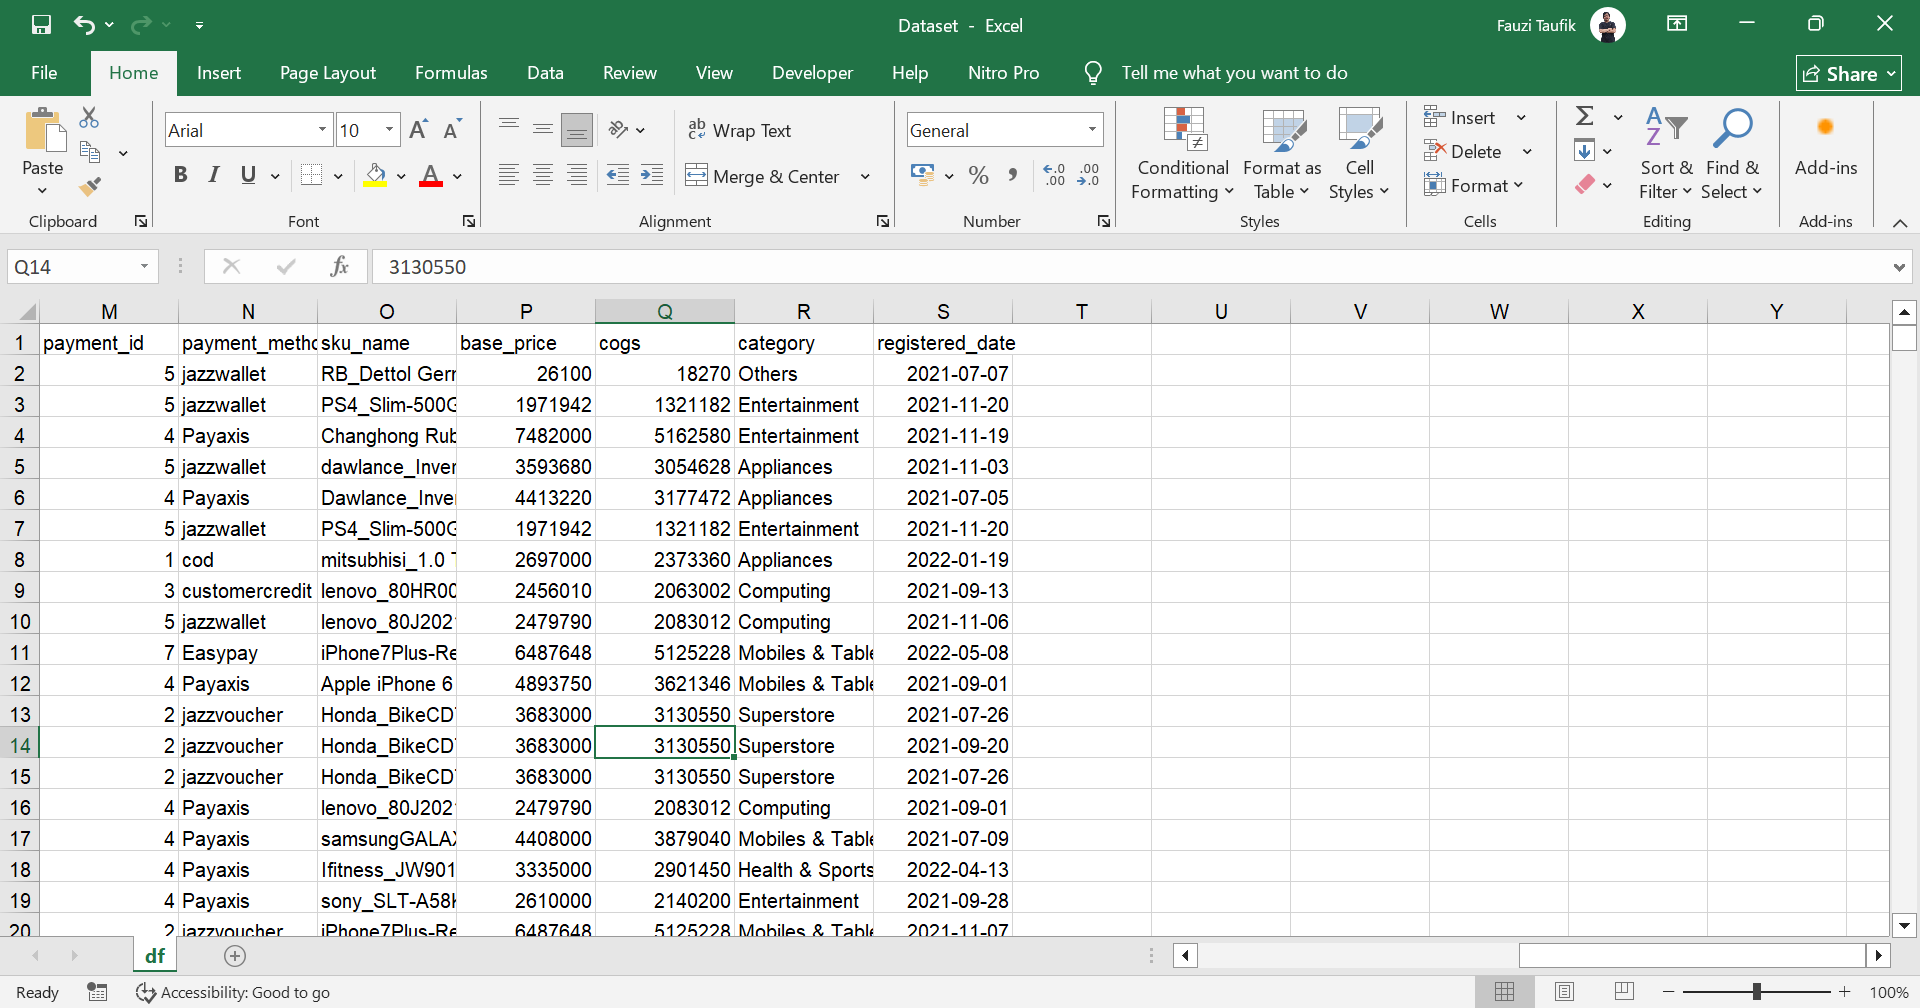 Dataset - Excel
Fauzi Taufik
File Home Insert Page Layout Formulas Data Review View Developer Help Nitro Pro Tell me what you want to do Share
Arial 10 Wrap Text General
Paste Merge & Center
Conditional Formatting Format as Table Cell Styles
Insert Delete Format
Sort & Filter Find & Select
Add-ins
Clipboard Font Alignment Number Styles Cells Editing Add-ins
Q14 fx 3130550
M N O P Q R S T U V W X Y
1 payment_id payment_metho sku_name base_price cogs category registered_date
2 5 jazzwallet RB_Dettol Gerr 26100 18270 Others 2021-07-07
3 5 jazzwallet PS4_Slim-500G 1971942 1321182 Entertainment 2021-11-20
4 4 Payaxis Changhong Rub 7482000 5162580 Entertainment 2021-11-19
5 5 jazzwallet dawlance_Inver 3593680 3054628 Appliances 2021-11-03
6 4 Payaxis Dawlance_Inve 4413220 3177472 Appliances 2021-07-05
7 5 jazzwallet PS4_Slim-500G 1971942 1321182 Entertainment 2021-11-20
8 1 cod mitsubhisi_1.0 T 2697000 2373360 Appliances 2022-01-19
9 3 customercredit lenovo_80HR00 2456010 2063002 Computing 2021-09-13
10 5 jazzwallet lenovo_80J202 2479790 2083012 Computing 2021-11-06
11 7 Easypay iPhone7Plus-Re 6487648 5125228 Mobiles & Table 2022-05-08
12 4 Payaxis Apple iPhone 6 4893750 3621346 Mobiles & Table 2021-09-01
13 2 jazzvoucher Honda_BikeCD 3683000 3130550 Superstore 2021-07-26
14 2 jazzvoucher Honda_BikeCD 3683000 3130550 Superstore 2021-09-20
15 2 jazzvoucher Honda_BikeCD 3683000 3130550 Superstore 2021-07-26
16 4 Payaxis lenovo_80J202 2479790 2083012 Computing 2021-09-01
17 4 Payaxis samsungGALAX 4408000 3879040 Mobiles & Table 2021-07-09
18 4 Payaxis Ifitness_JW901 3335000 2901450 Health & Sports 2022-04-13
19 4 Payaxis sony_SLT-A58K 2610000 2140200 Entertainment 2021-09-28
20 2 jazzvoucher iPhone7Plus-Re 6487648 5125228 Mobiles & Table 2021-11-07
df
Ready Accessibility: Good to go 100%